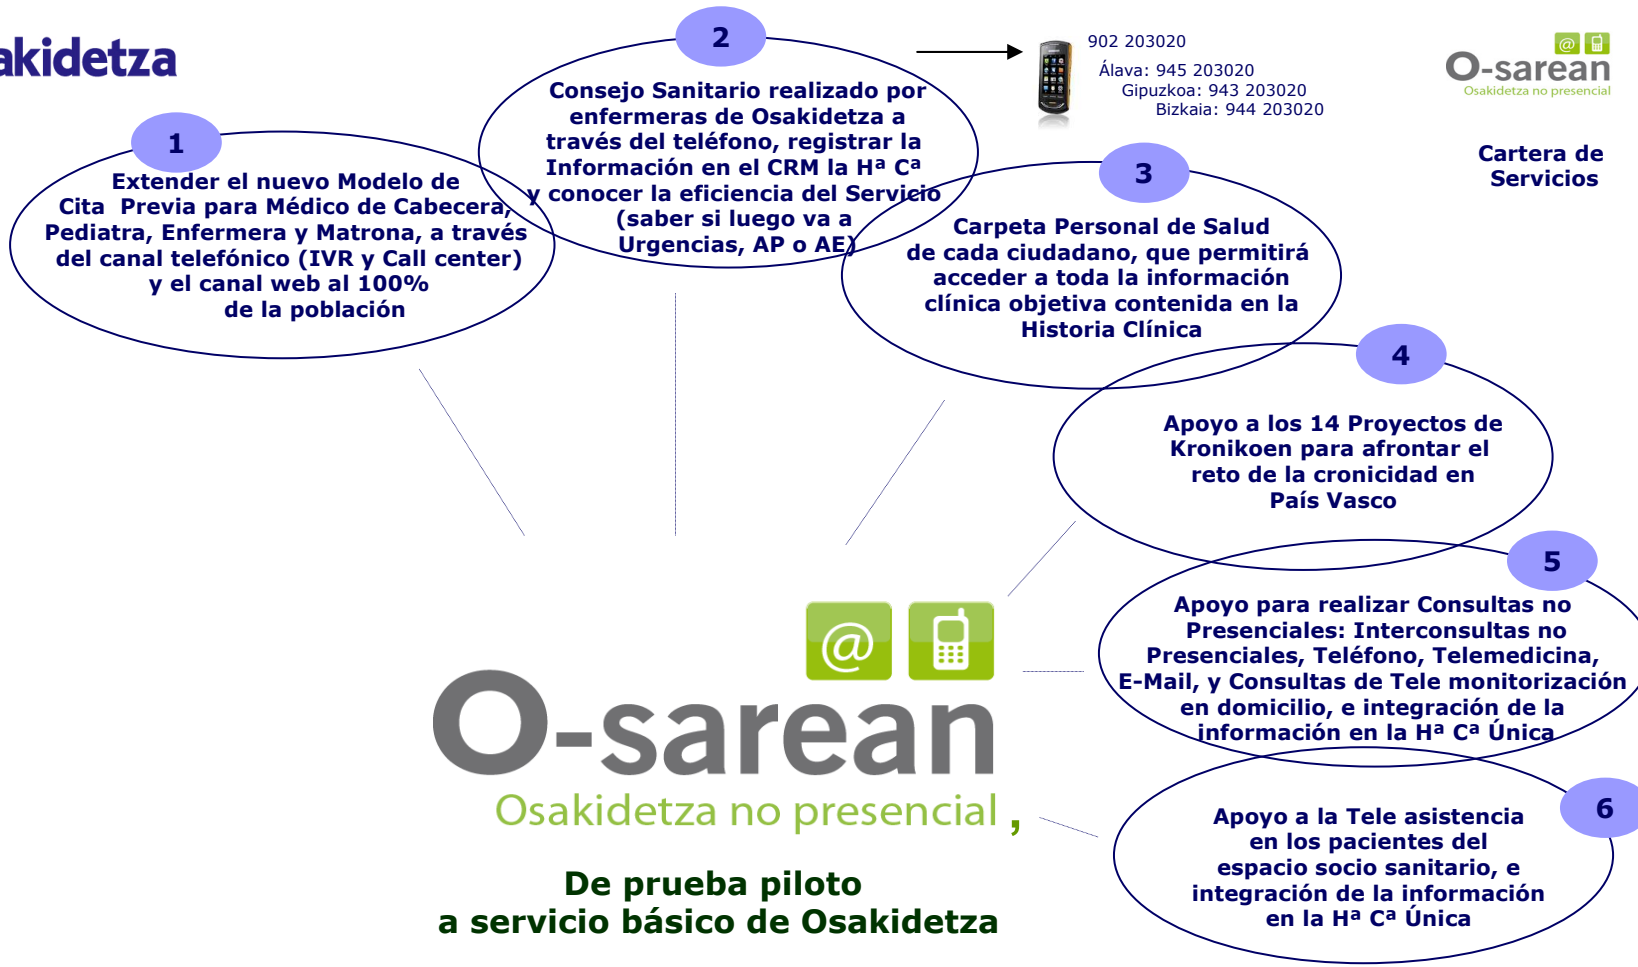 akidetza
2
902 203020
Álava: 945 203020
Gipuzkoa: 943 203020
Bizkaia: 944 203020
@
O-sarean
Osakidetza no presencial
Cartera de
Servicios
1
Extender el nuevo Modelo de
Cita  Previa para Médico de Cabecera,
Pediatra, Enfermera y Matrona, a través
del canal telefónico (IVR y Call center)
y el canal web al 100%
de la población
Consejo Sanitario realizado por
enfermeras de Osakidetza a
través del teléfono, registrar la
Información en el CRM la Hª Cª
y conocer la eficiencia del Servicio
(saber si luego va a
Urgencias, AP o AE)
3
Carpeta Personal de Salud
de cada ciudadano, que permitirá
acceder a toda la información
clínica objetiva contenida en la
Historia Clínica
4
Apoyo a los 14 Proyectos de
Kronikoen para afrontar el
reto de la cronicidad en
País Vasco
5
Apoyo para realizar Consultas no
Presenciales: Interconsultas no
Presenciales, Teléfono, Telemedicina,
E-Mail, y Consultas de Tele monitorización
en domicilio, e integración de la
información en la Hª Cª Única
6
Apoyo a la Tele asistencia
en los pacientes del
espacio socio sanitario, e
integración de la información
en la Hª Cª Única
@
O-sarean
Osakidetza no presencial ,
De prueba piloto
a servicio básico de Osakidetza